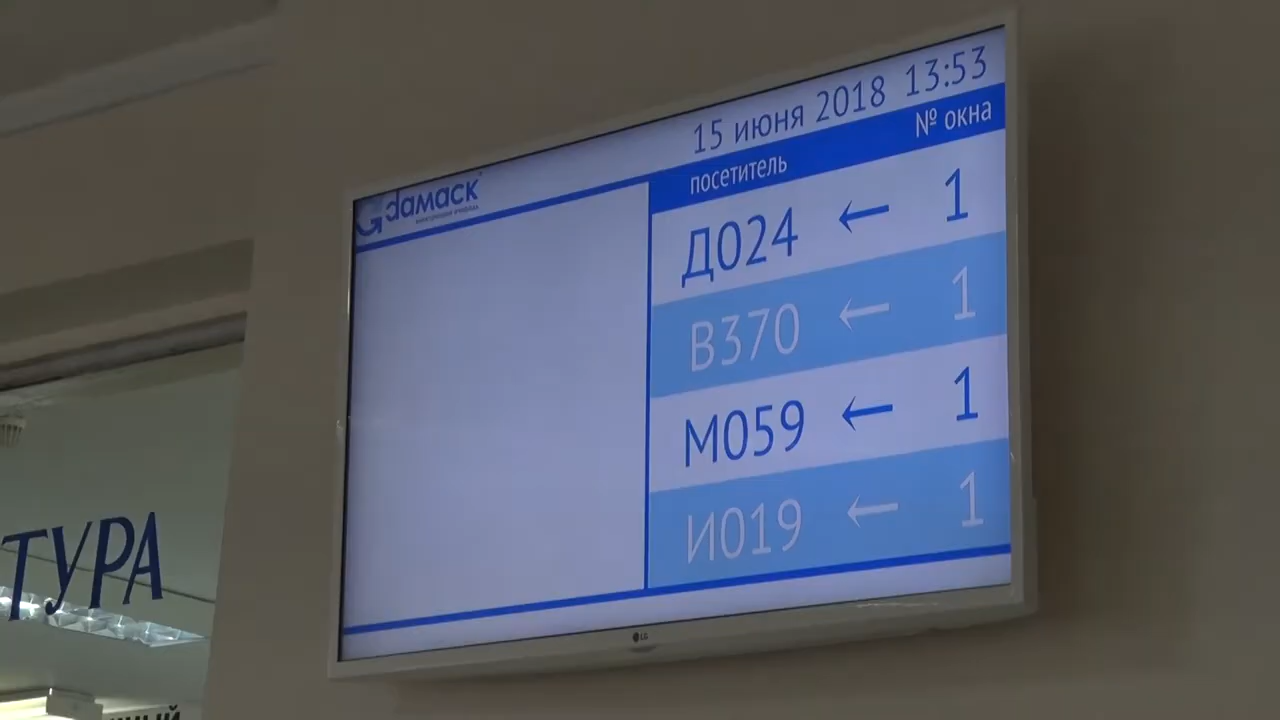 15 июня 2018 13:53
дамаск
посетитель № окна
Д024 ← 1
В370 ← 1
М059 ← 1
И019 ← 1
ТУРА
LG